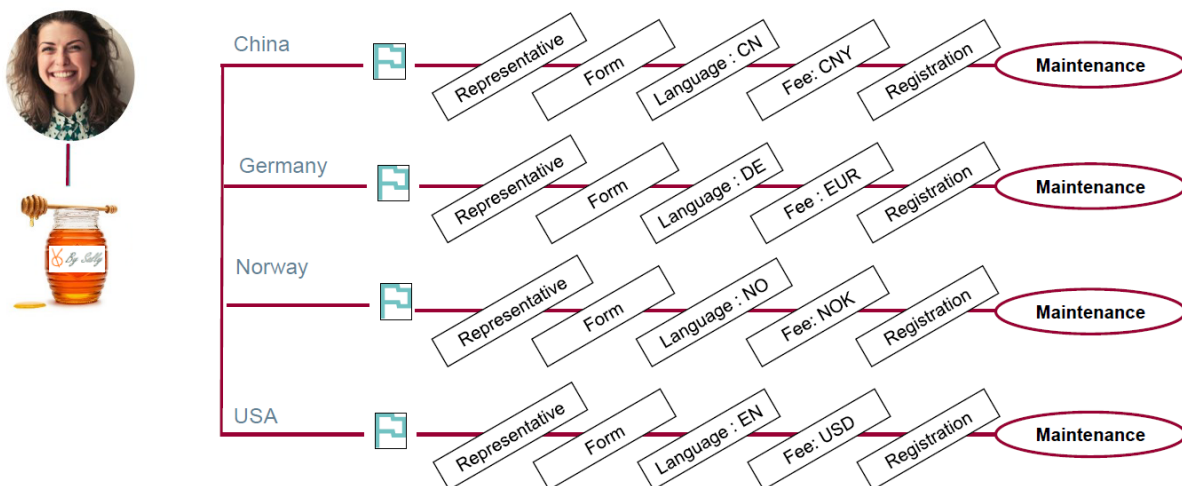 China
Representative
Form
Language : CN
Fee: CNY
Registration
Maintenance
Germany
Representative
Form
Language : DE
Fee : EUR
Registration
Maintenance
By Sally
Norway
Representative
Form
Language : NO
Fee: NOK
Registration
Maintenance
USA
Representative
Form
Language : EN
Fee: USD
Registration
Maintenance